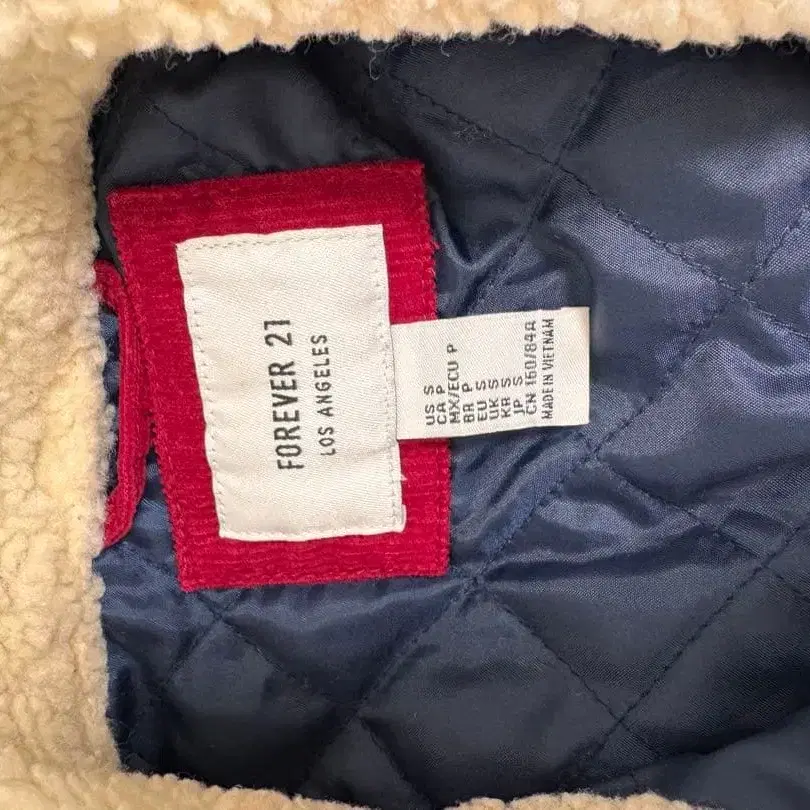 FOREVER 21
LOS ANGELES
US S
CA P
MX/ECU P
BR P
EU S
UK S
KR S
JP S
CN 160/84A
MADE IN VIETNAM